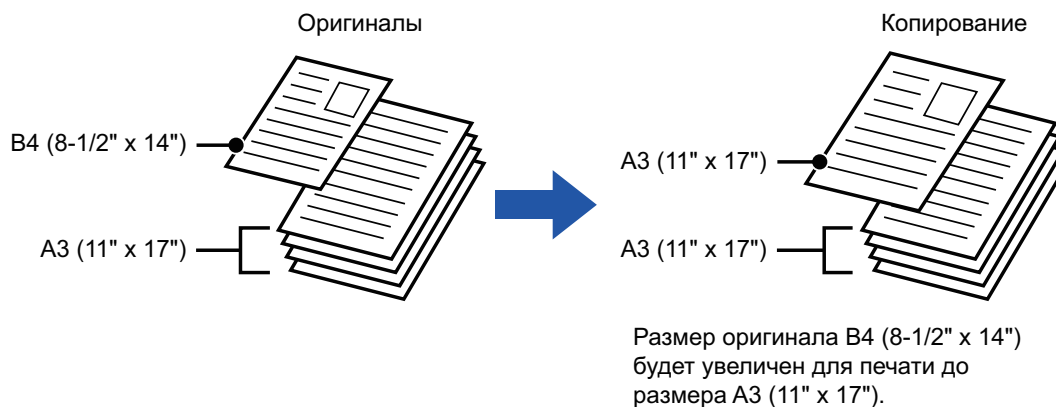 Оригиналы
B4 (8-1/2" x 14")
A3 (11" x 17")
Копирование
A3 (11" x 17")
A3 (11" x 17")
Размер оригинала B4 (8-1/2" x 14")
будет увеличен для печати до
размера A3 (11" x 17").